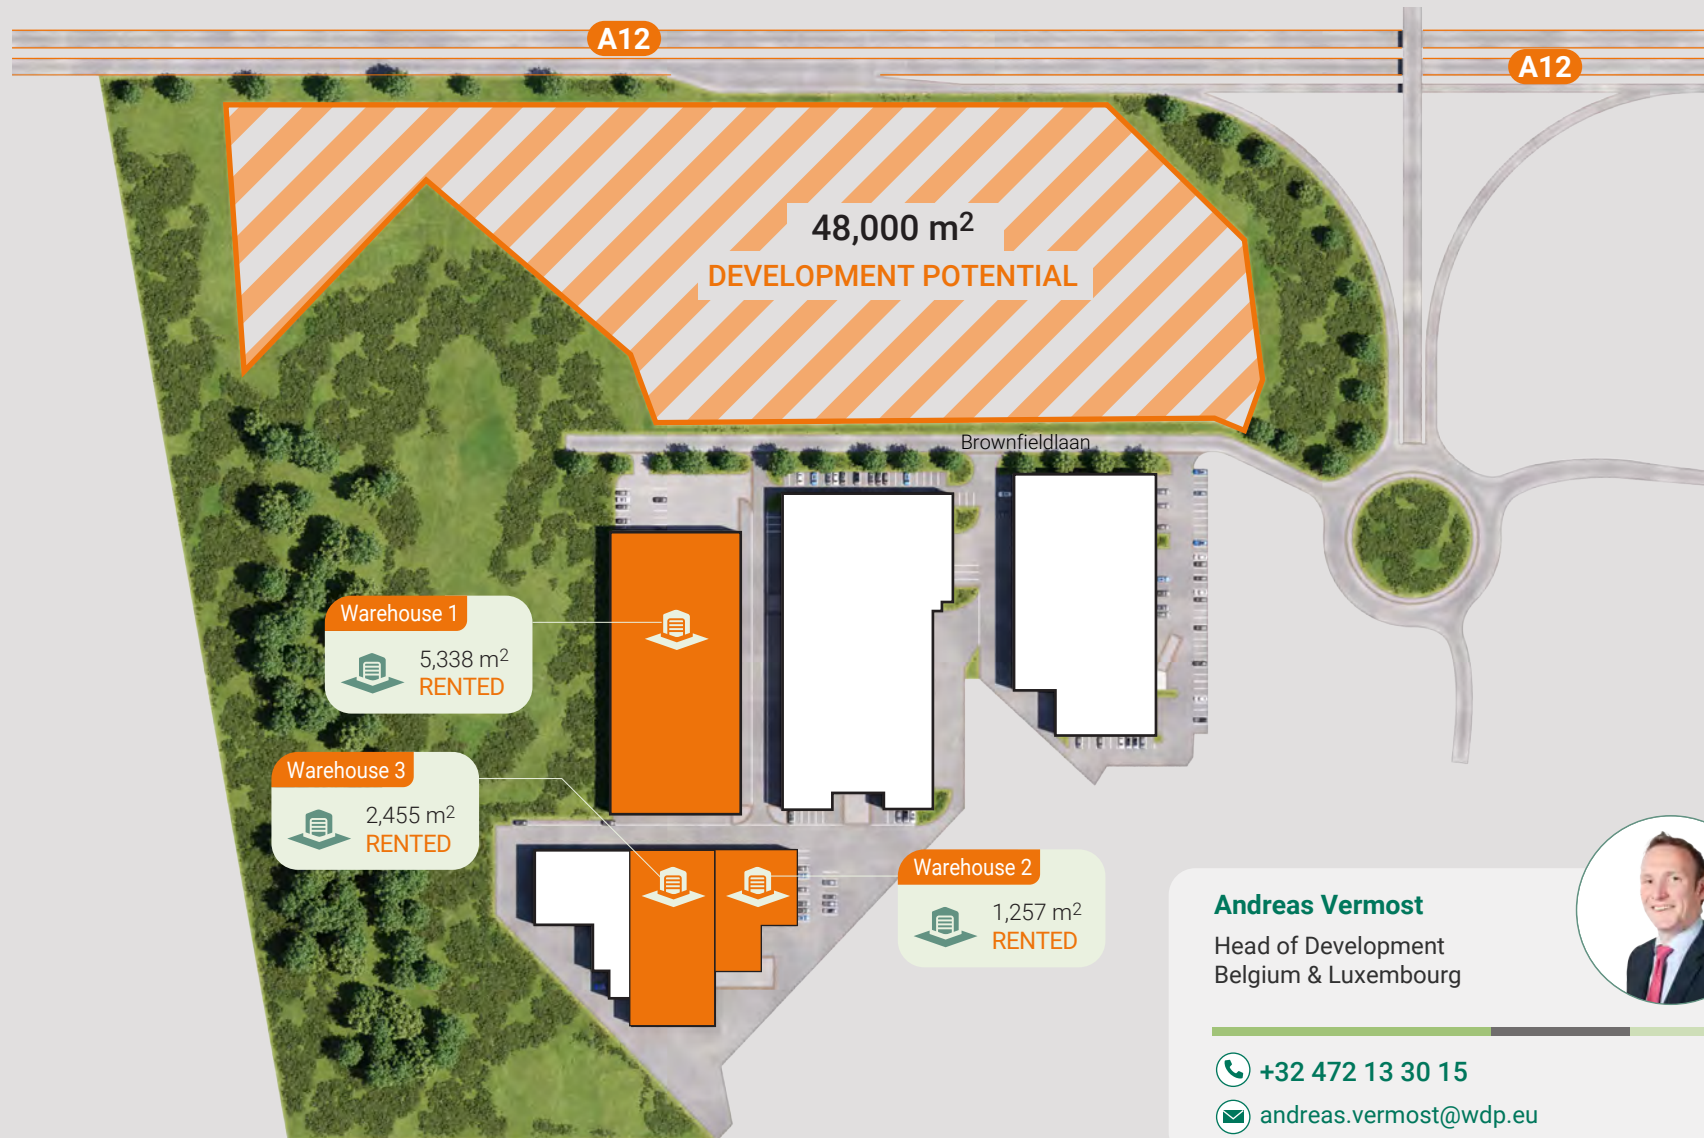 A12
A12
48,000 m²
DEVELOPMENT POTENTIAL
Brownfieldlaan
Warehouse 1
5,338 m²
RENTED
Warehouse 3
2,455 m²
RENTED
Warehouse 2
1,257 m²
RENTED
Andreas Vermost
Head of Development
Belgium & Luxembourg
+32 472 13 30 15
andreas.vermost@wdp.eu